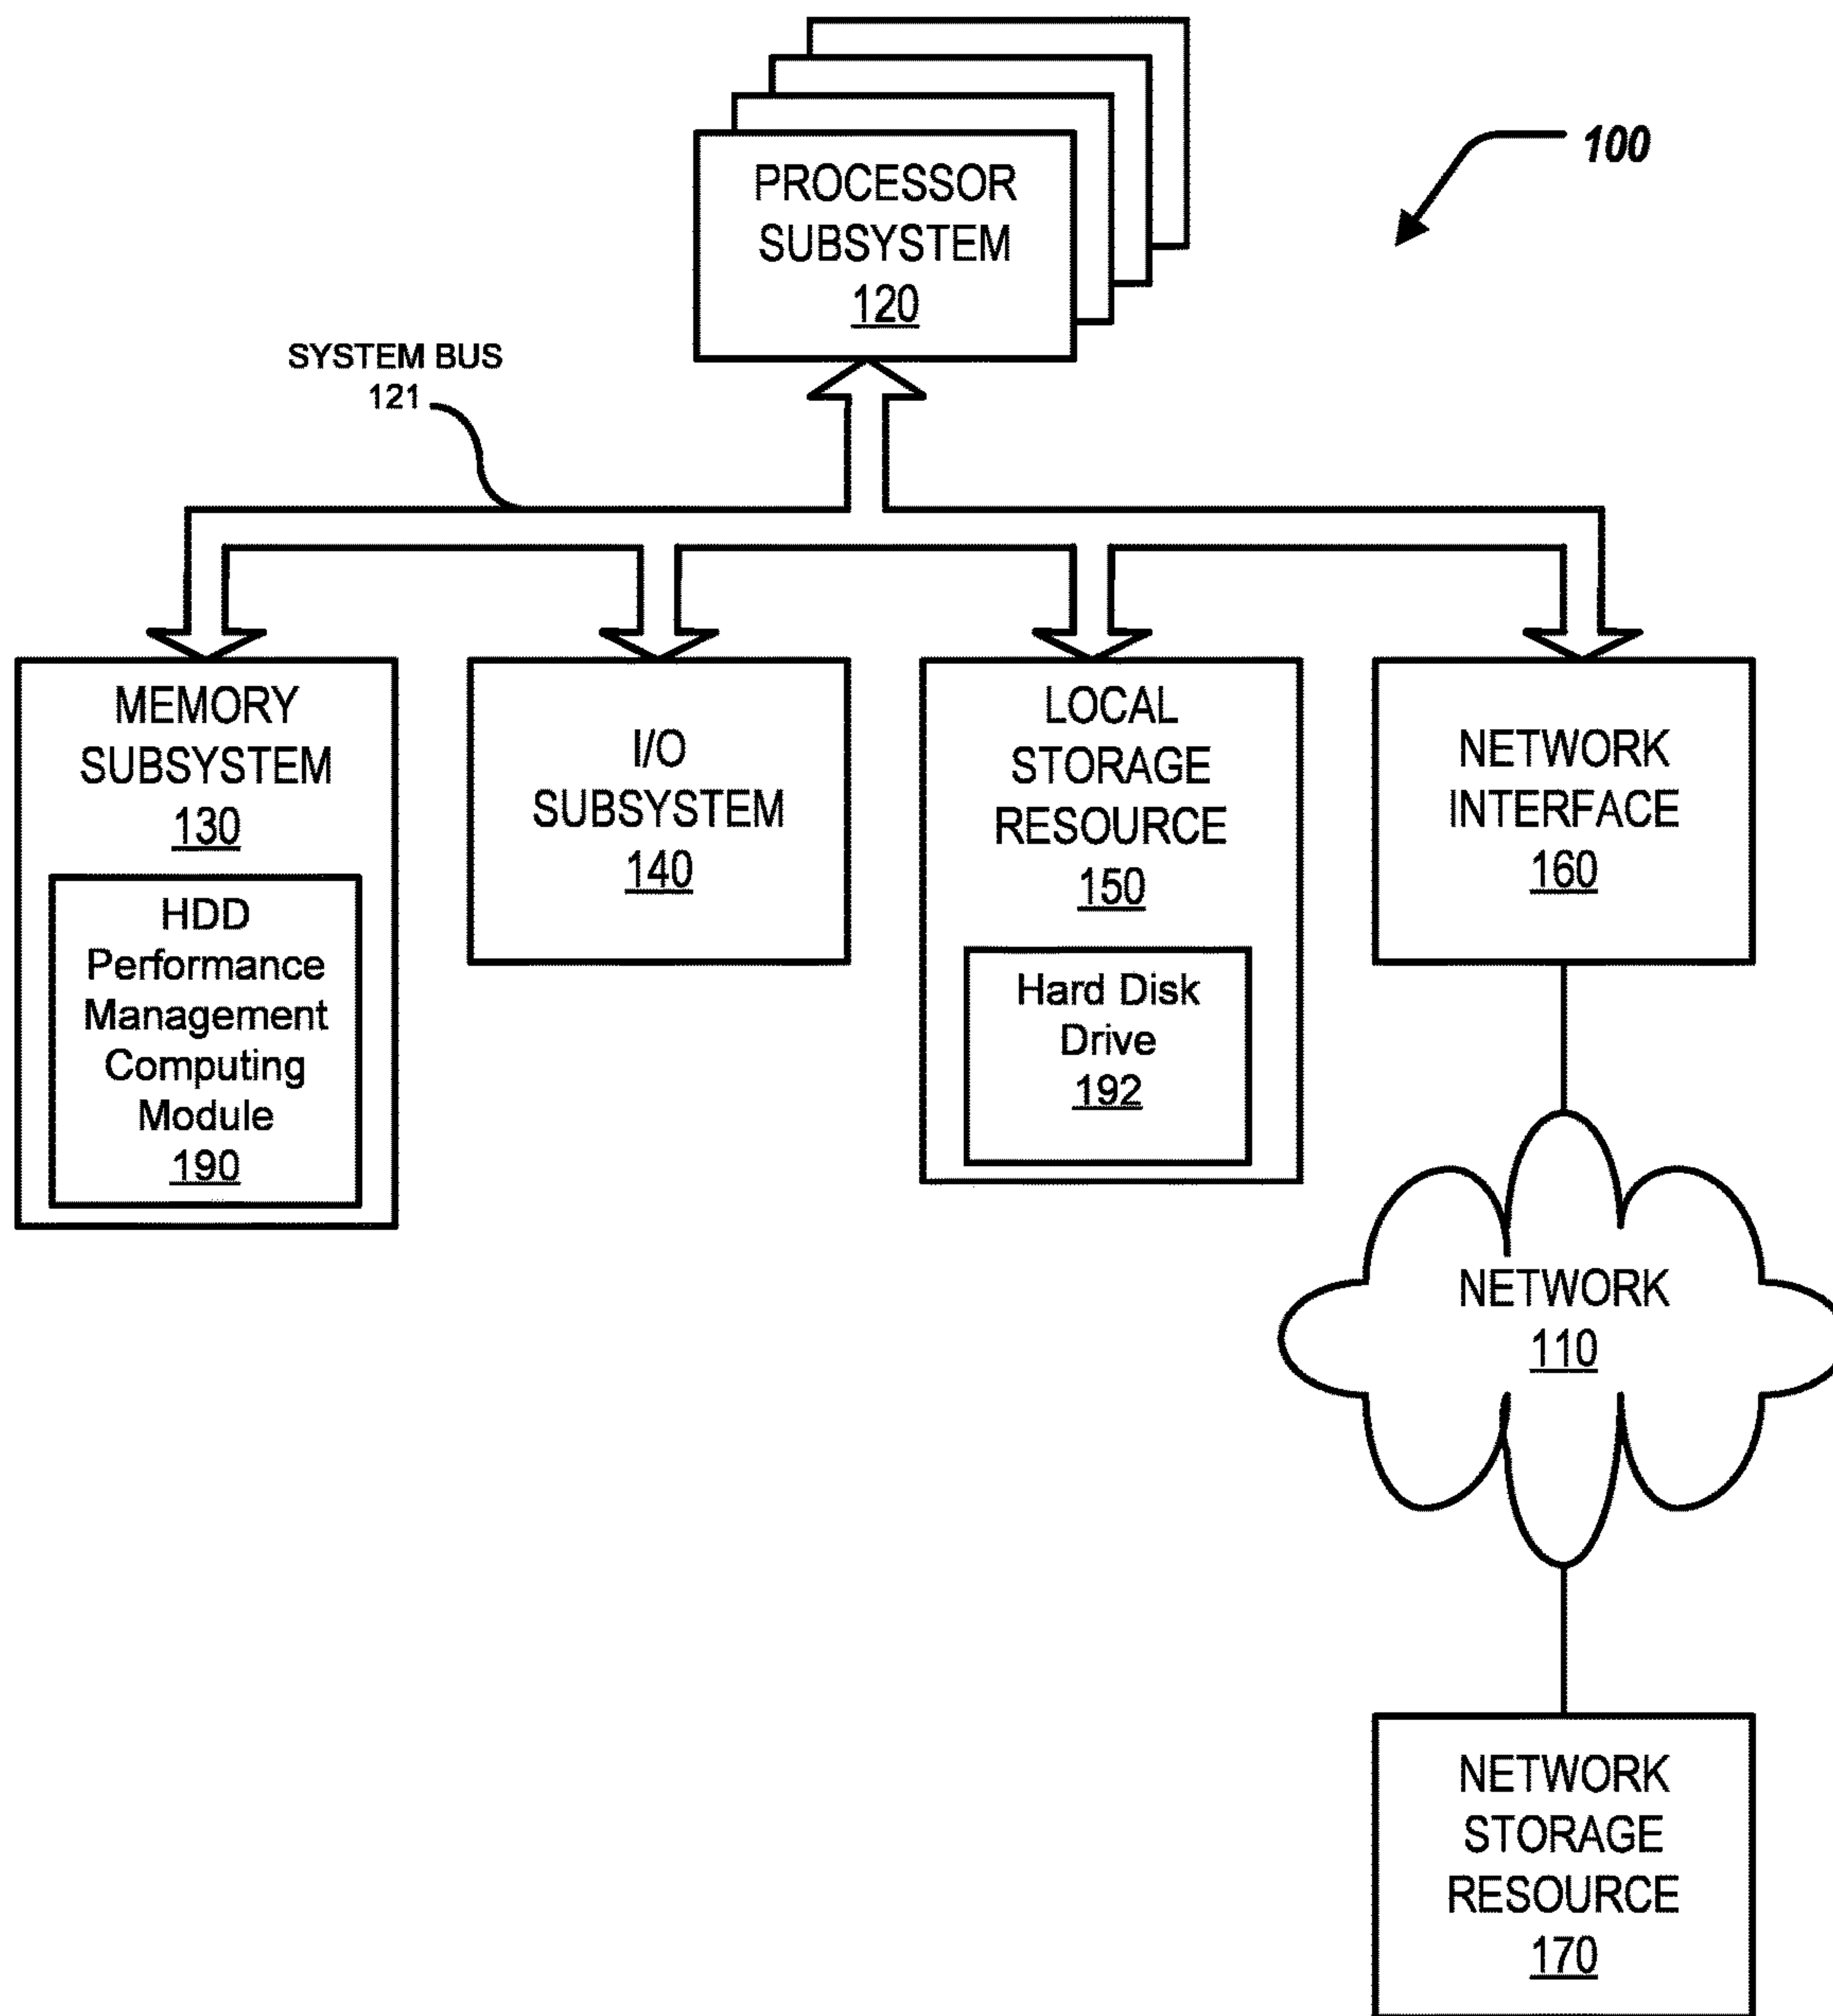 100
PROCESSOR
SUBSYSTEM
120
SYSTEM BUS
121
MEMORY
SUBSYSTEM
130
HDD
Performance
Management
Computing
Module
190
I/O
SUBSYSTEM
140
LOCAL
STORAGE
RESOURCE
150
Hard Disk
Drive
192
NETWORK
INTERFACE
160
NETWORK
110
NETWORK
STORAGE
RESOURCE
170